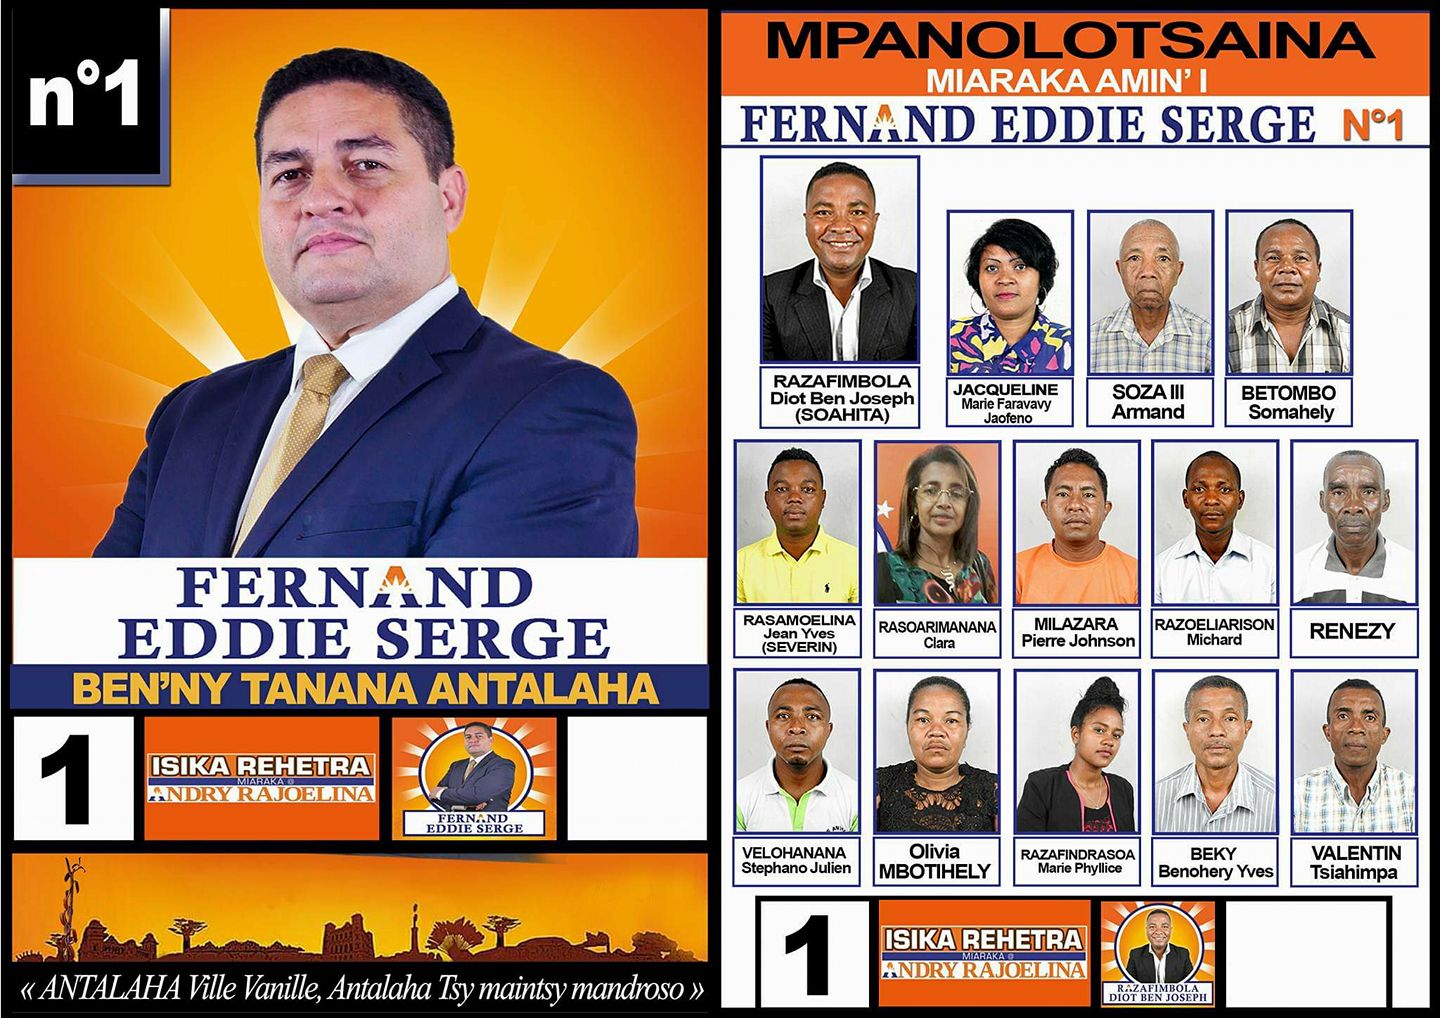 n°1
FERNAND
EDDIE SERGE
BEN'NY TANANA ANTALAHA
1
ISIKA REHETRA
MIARAKA @
ANDRY RAJOELINA
FERNAND
EDDIE SERGE
« ANTALAHA Ville Vanille, Antalaha Tsy maintsy mandroso »
MPANOLOTSAINA
MIARAKA AMIN' I
FERNAND EDDIE SERGE N°1
RAZAFIMBOLA
Diot Ben Joseph
(SOAHITA)
JACQUELINE
Marie Faravavy
Jaofeno
SOZA III
Armand
BETOMBO
Somahely
RASAMOELINA
Jean Yves
(SEVERIN)
RASOARIMANANA
Clara
MILAZARA
Pierre Johnson
RAZOELIARISON
Michard
RENEZY
VELOHANANA
Stephano Julien
Olivia
MBOTIHELY
RAZAFINDRASOA
Marie Phyllice
BEKY
Benohery Yves
VALENTIN
Tsiahimpa
1
ISIKA REHETRA
MIARAKA @
ANDRY RAJOELINA
RAZAFIMBOLA
DIOT BEN JOSEPH